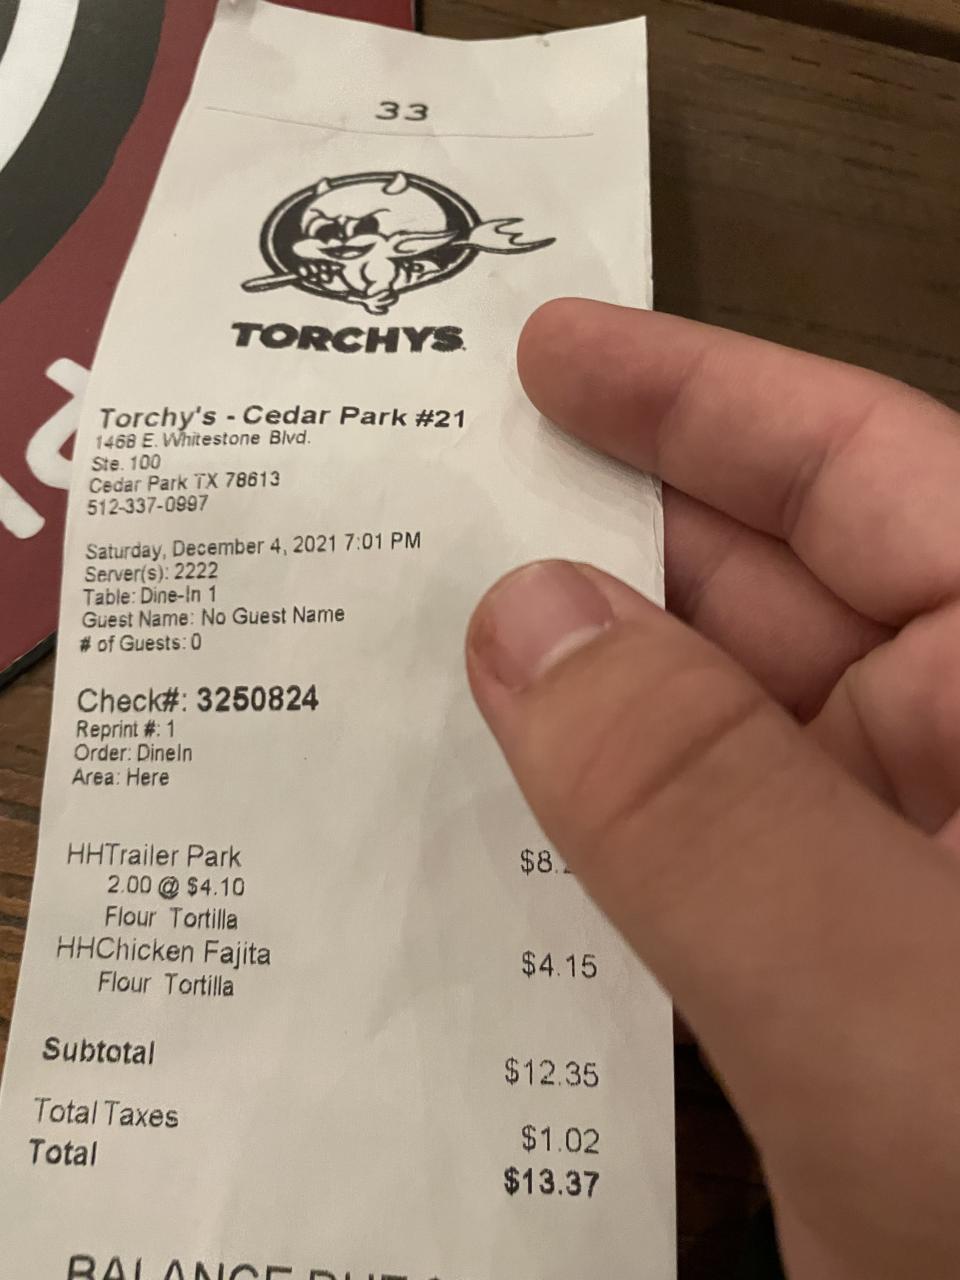 33
TORCHYS
Torchy's - Cedar Park #21
1468 E. Whitestone Blvd.
Ste. 100
Cedar Park TX 78613
512-337-0997
Saturday, December 4, 2021 7:01 PM
Server(s): 2222
Table: Dine-In 1
Guest Name: No Guest Name
# of Guests: 0
Check#: 3250824
Reprint #: 1
Order: DineIn
Area: Here
HHTrailer Park $8.
2.00 @ $4.10
Flour Tortilla
HHChicken Fajita $4.15
Flour Tortilla
Subtotal $12.35
Total Taxes $1.02
Total $13.37
BALANCE DUE